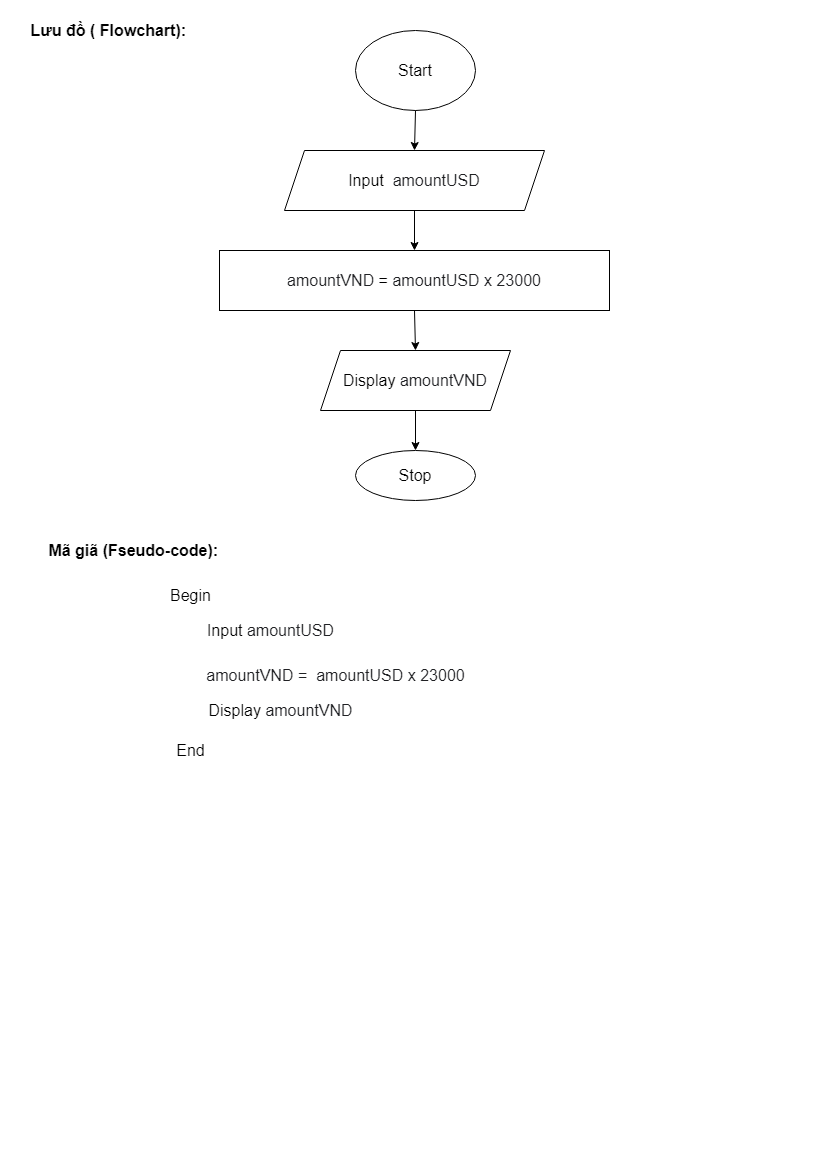 Lưu đồ ( Flowchart):
Start
Input  amountUSD
amountVND = amountUSD x 23000
Display amountVND
Stop
Mã giã (Fseudo-code):
Begin
Input amountUSD
amountVND =  amountUSD x 23000
Display amountVND
End